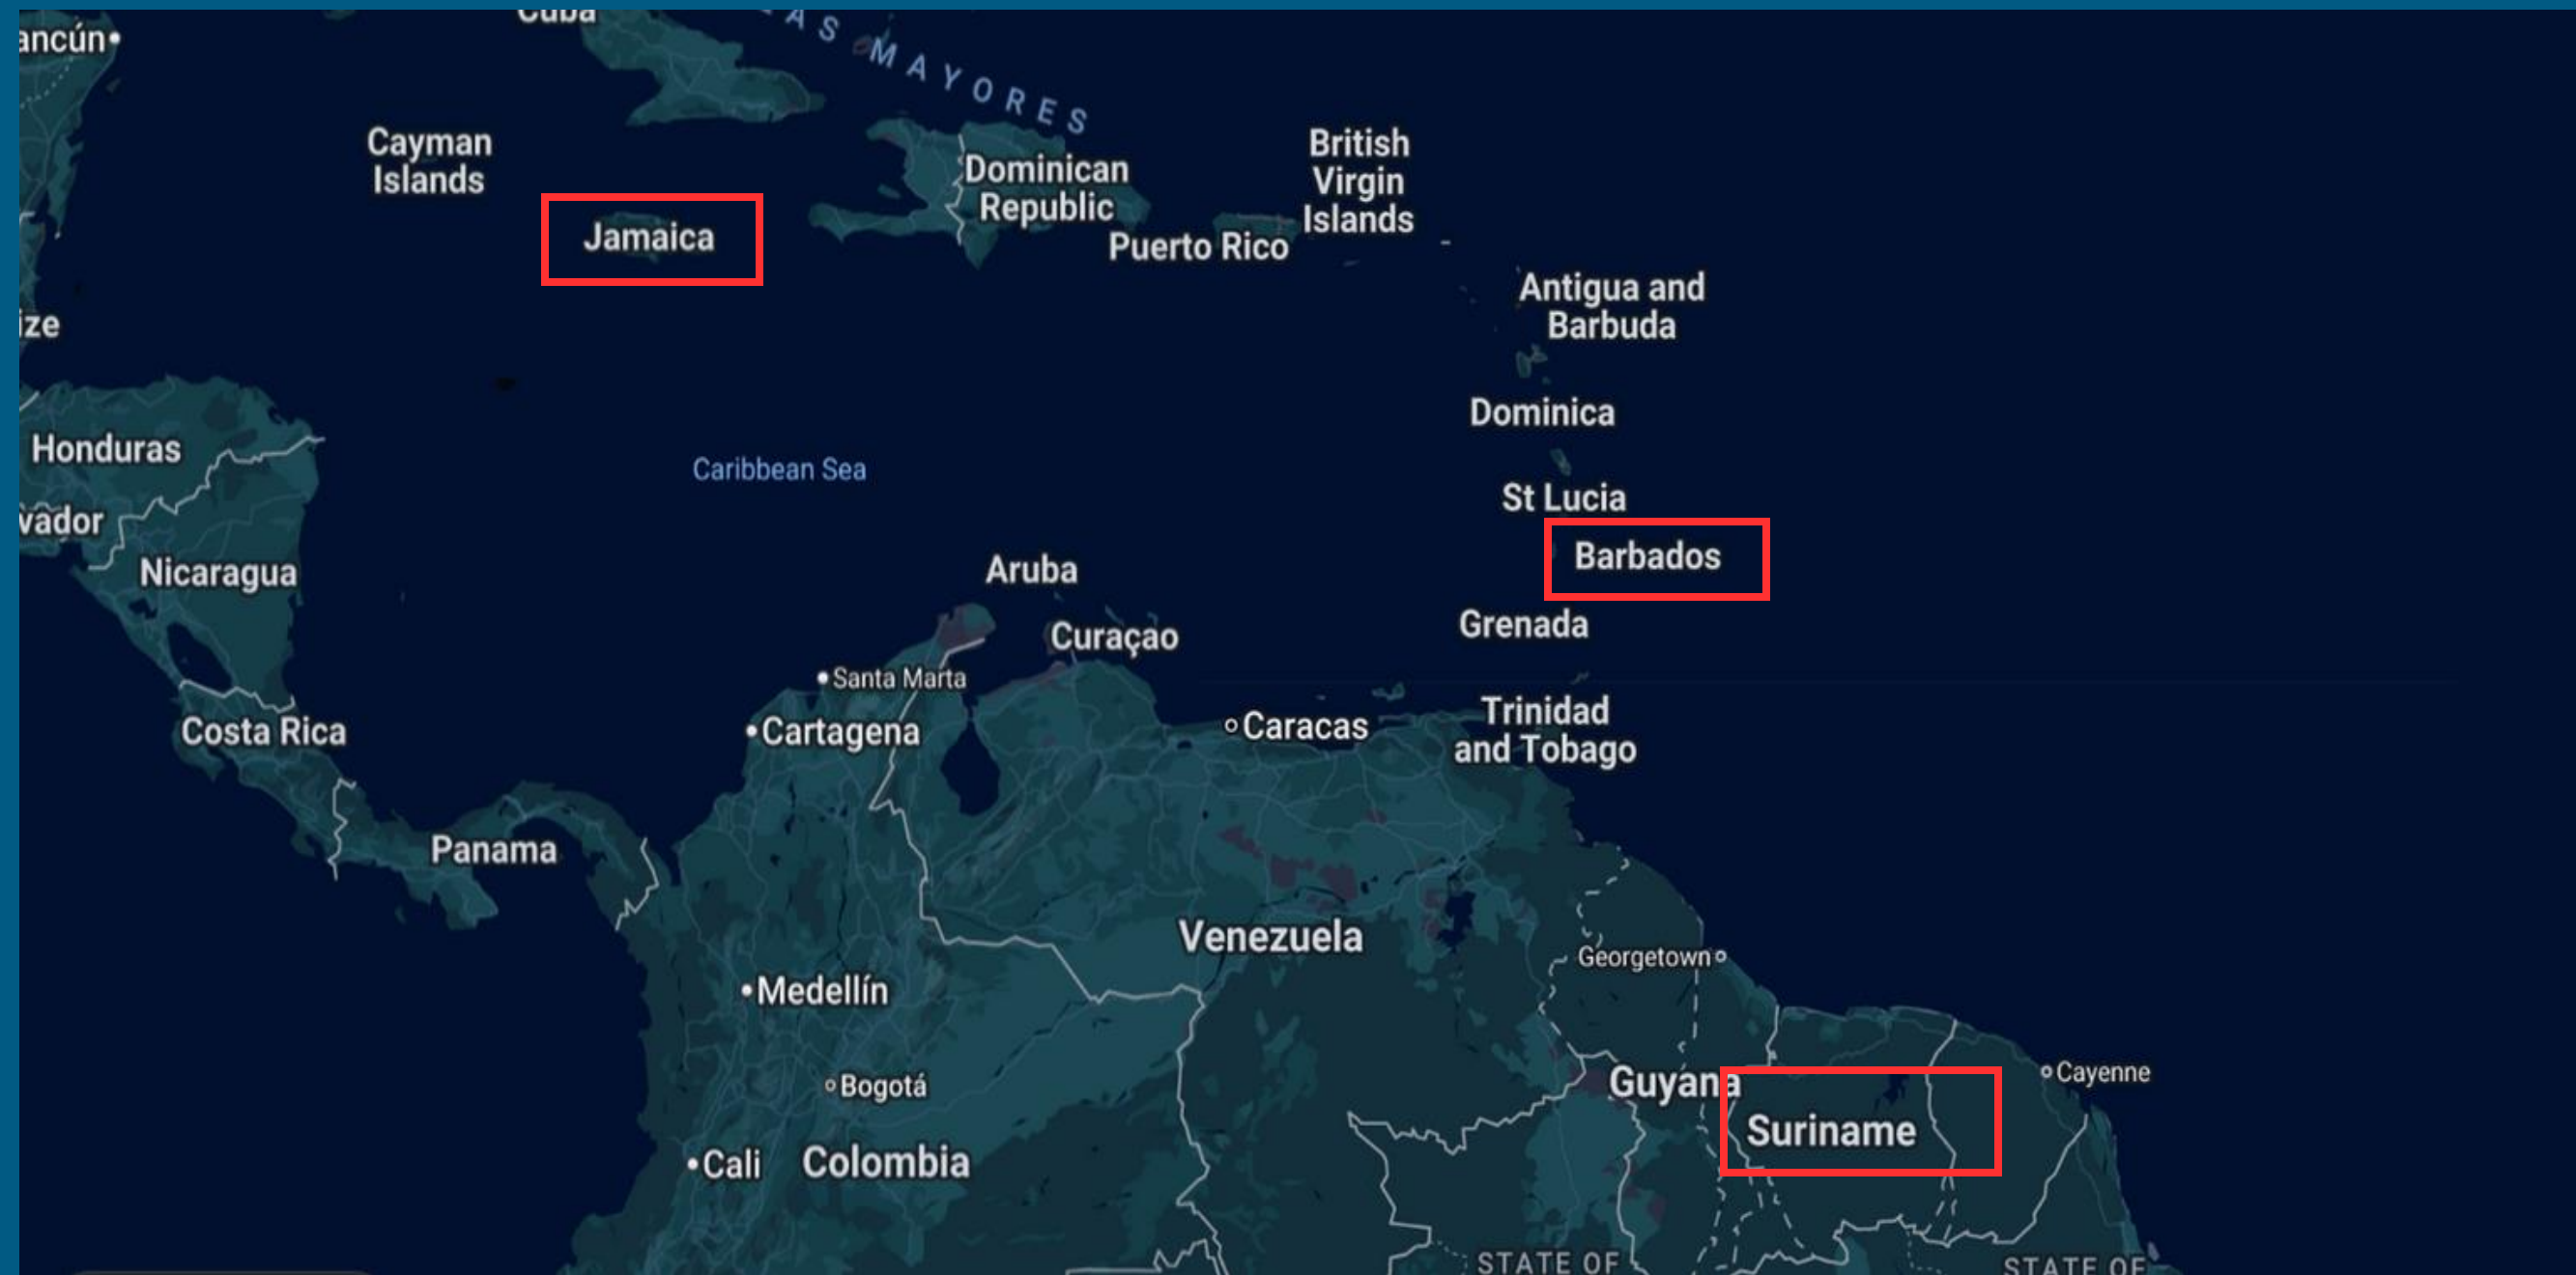 Cuba
ancún
AS MAYORES
Cayman
Islands
Dominican
Republic
British
Virgin
Islands
Jamaica
Puerto Rico
Antigua and
Barbuda
ize
Dominica
Honduras
Caribbean Sea
St Lucia
vador
Barbados
Nicaragua
Aruba
Grenada
Curaçao
Santa Marta
Costa Rica
Cartagena
Caracas
Trinidad
and Tobago
Panama
Venezuela
Georgetown
Medellín
Guyana
Cayenne
Bogotá
Suriname
Cali
Colombia
STATE OF
STATE OF